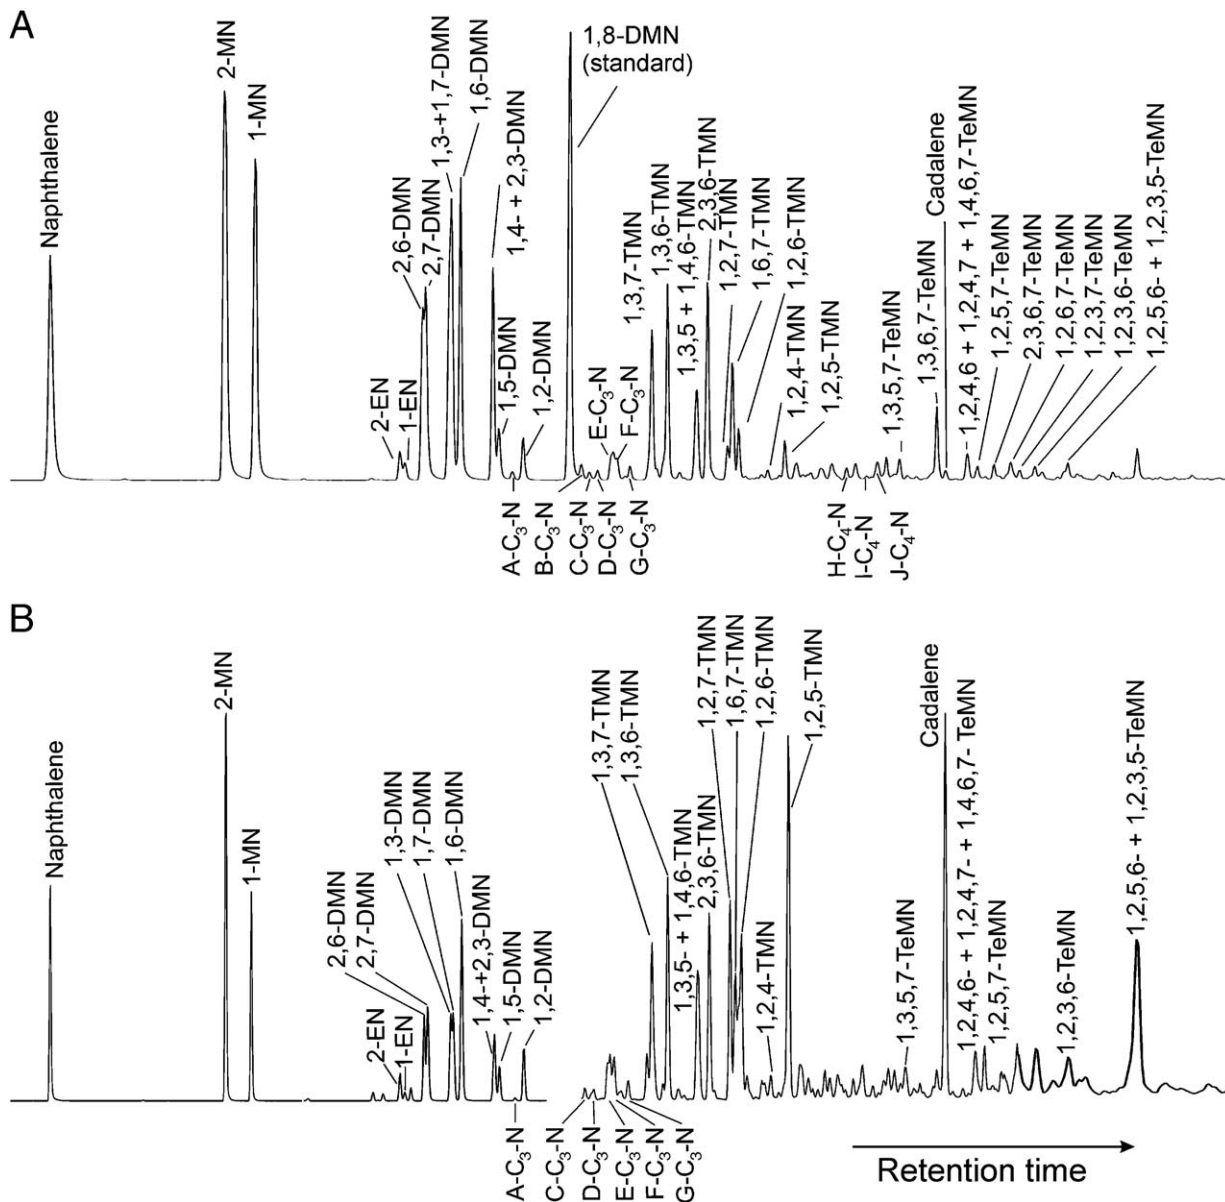 A
Naphthalene
2-MN
1-MN
2-EN
1-EN
2,6-DMN
2,7-DMN
1,3-+1,7-DMN
1,6-DMN
1,4- + 2,3-DMN
1,5-DMN
1,2-DMN
1,8-DMN
(standard)
A-C₃-N
B-C₃-N
C-C₃-N
D-C₃-N
E-C₃-N
F-C₃-N
G-C₃-N
1,3,7-TMN
1,3,6-TMN
1,3,5 + 1,4,6-TMN
2,3,6-TMN
1,2,7-TMN
1,6,7-TMN
1,2,6-TMN
1,2,4-TMN
1,2,5-TMN
H-C₄-N
I-C₄-N
J-C₄-N
1,3,5,7-TeMN
1,3,6,7-TeMN
Cadalene
1,2,4,6 + 1,2,4,7 + 1,4,6,7-TeMN
1,2,5,7-TeMN
2,3,6,7-TeMN
1,2,6,7-TeMN
1,2,3,7-TeMN
1,2,3,6-TeMN
1,2,5,6- + 1,2,3,5-TeMN
B
Naphthalene
2-MN
1-MN
2,6-DMN
2,7-DMN
2-EN
1-EN
1,3-DMN
1,7-DMN
1,6-DMN
1,4-+2,3-DMN
1,5-DMN
1,2-DMN
A-C₃-N
C-C₃-N
D-C₃-N
E-C₃-N
F-C₃-N
G-C₃-N
1,3,7-TMN
1,3,6-TMN
1,3,5- + 1,4,6-TMN
2,3,6-TMN
1,2,7-TMN
1,6,7-TMN
1,2,6-TMN
1,2,4-TMN
1,2,5-TMN
1,3,5,7-TeMN
Cadalene
1,2,4,6- + 1,2,4,7- + 1,4,6,7- TeMN
1,2,5,7-TeMN
1,2,3,6-TeMN
1,2,5,6- + 1,2,3,5-TeMN
Retention time